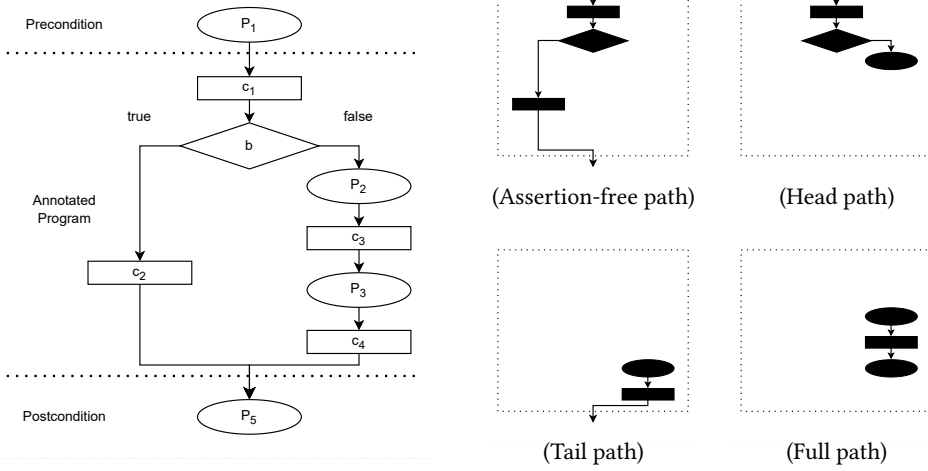 Precondition
P1
c1
true
false
b
P2
Annotated
Program
c3
c2
P3
c4
Postcondition
P5
(Assertion-free path)
(Head path)
(Tail path)
(Full path)